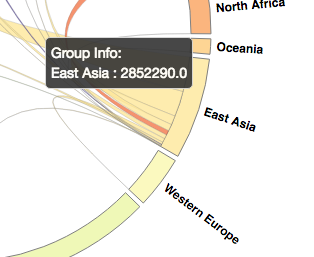 North Africa
Oceania
Group Info:
East Asia : 2852290.0
East Asia
Western Europe